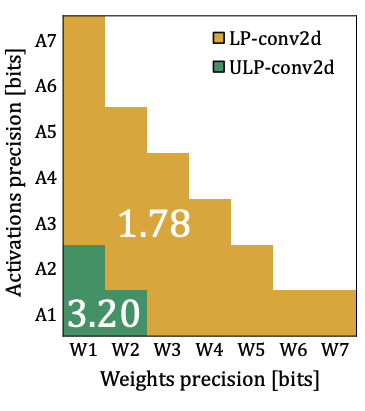 LP-conv2d
ULP-conv2d
Activations precision [bits]
A7
A6
A5
A4
A3
A2
A1
1.78
3.20
W1 W2 W3 W4 W5 W6 W7
Weights precision [bits]